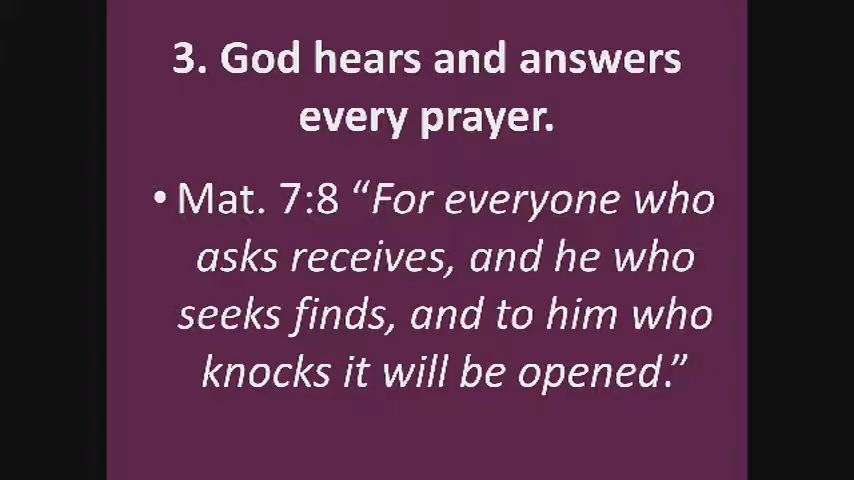 3. God hears and answers
every prayer.
• Mat. 7:8 “For everyone who
asks receives, and he who
seeks finds, and to him who
knocks it will be opened.”